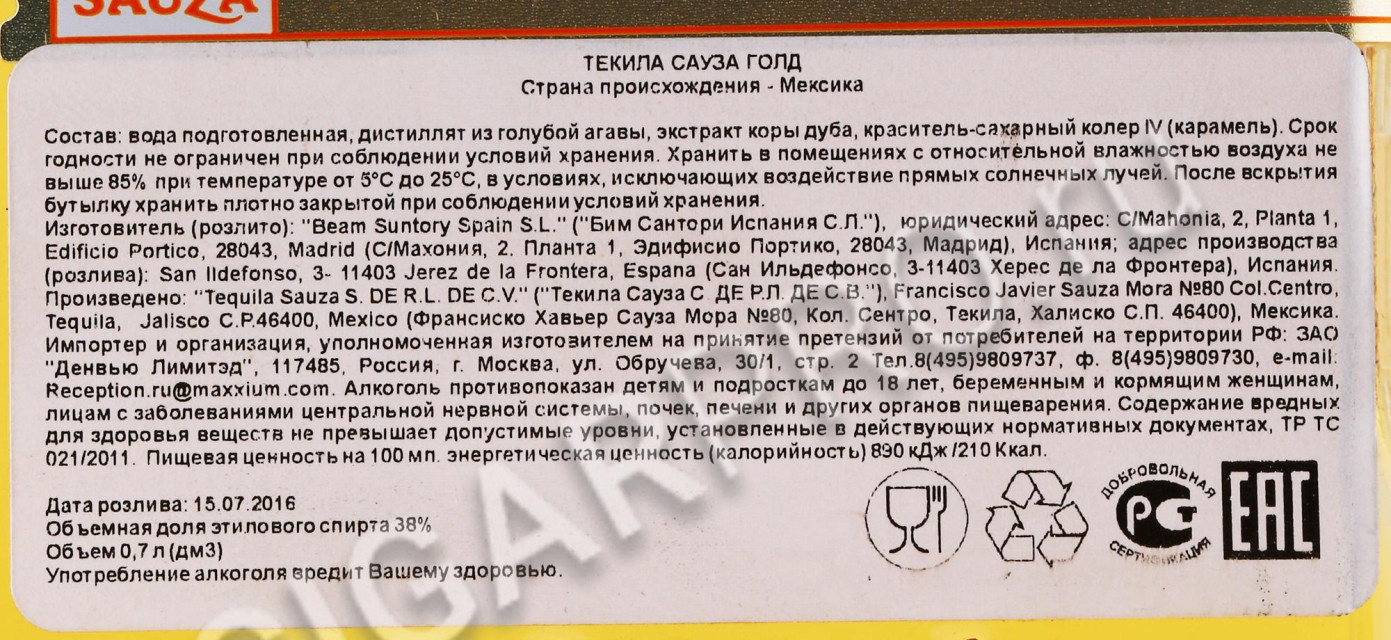 SAUZA
ТЕКИЛА САУЗА ГОЛД
Страна происхождения - Мексика
Состав: вода подготовленная, дистиллят из голубой агавы, экстракт коры дуба, краситель-сахарный колер IV (карамель). Срок
годности не ограничен при соблюдении условий хранения. Хранить в помещениях с относительной влажностью воздуха не
выше 85% при температуре от 5°С до 25°С, в условиях, исключающих воздействие прямых солнечных лучей. После вскрытия
бутылку хранить плотно закрытой при соблюдении условий хранения.
Изготовитель (розлито): "Beam Suntory Spain S.L." ("Бим Сантори Испания С.Л."), юридический адрес: C/Mahonia, 2, Planta 1,
Edificio Portico, 28043, Madrid (С/Махония, 2. Планта 1, Эдифисио Портико, 28043, Мадрид), Испания; адрес производства
(розлива): San Ildefonso, 3- 11403 Jerez de la Frontera, Espana (Сан Ильдефонсо, 3-11403 Херес де ла Фронтера), Испания.
Произведено: "Tequila Sauza S. DE R.L. DE C.V." ("Текила Сауза С ДЕ Р.Л. ДЕ С.В."), Francisco Javier Sauza Mora №80 Col.Centro,
Tequila, Jalisco C.P.46400, Mexico (Франсиско Хавьер Сауза Мора №80, Кол. Сентро, Текила, Халиско С.П. 46400), Мексика.
Импортер и организация, уполномоченная изготовителем на принятие претензий от потребителей на территории РФ: ЗАО
"Денвью Лимитэд", 117485, Россия, г. Москва, ул. Обручева, 30/1, стр. 2 Тел.8(495)9809737, ф. 8(495)9809730, e-mail:
Reception.ru@maxxium.com. Алкоголь противопоказан детям и подросткам до 18 лет, беременным и кормящим женщинам,
лицам с заболеваниями центральной нервной системы, почек, печени и других органов пищеварения. Содержание вредных
для здоровья веществ не превышает допустимые уровни, установленные в действующих нормативных документах, ТР ТС
021/2011. Пищевая ценность на 100 мл. энергетическая ценность (калорийность) 890 кДж /210 Ккал.
ДОБРОВОЛЬНАЯ
РСТ
СЕРТИФИКАЦИЯ
EAC
Дата розлива: 15.07.2016
Объемная доля этилового спирта 38%
Объем 0,7 л (дм3)
Употребление алкоголя вредит Вашему здоровью.
CIGARPRO.ru